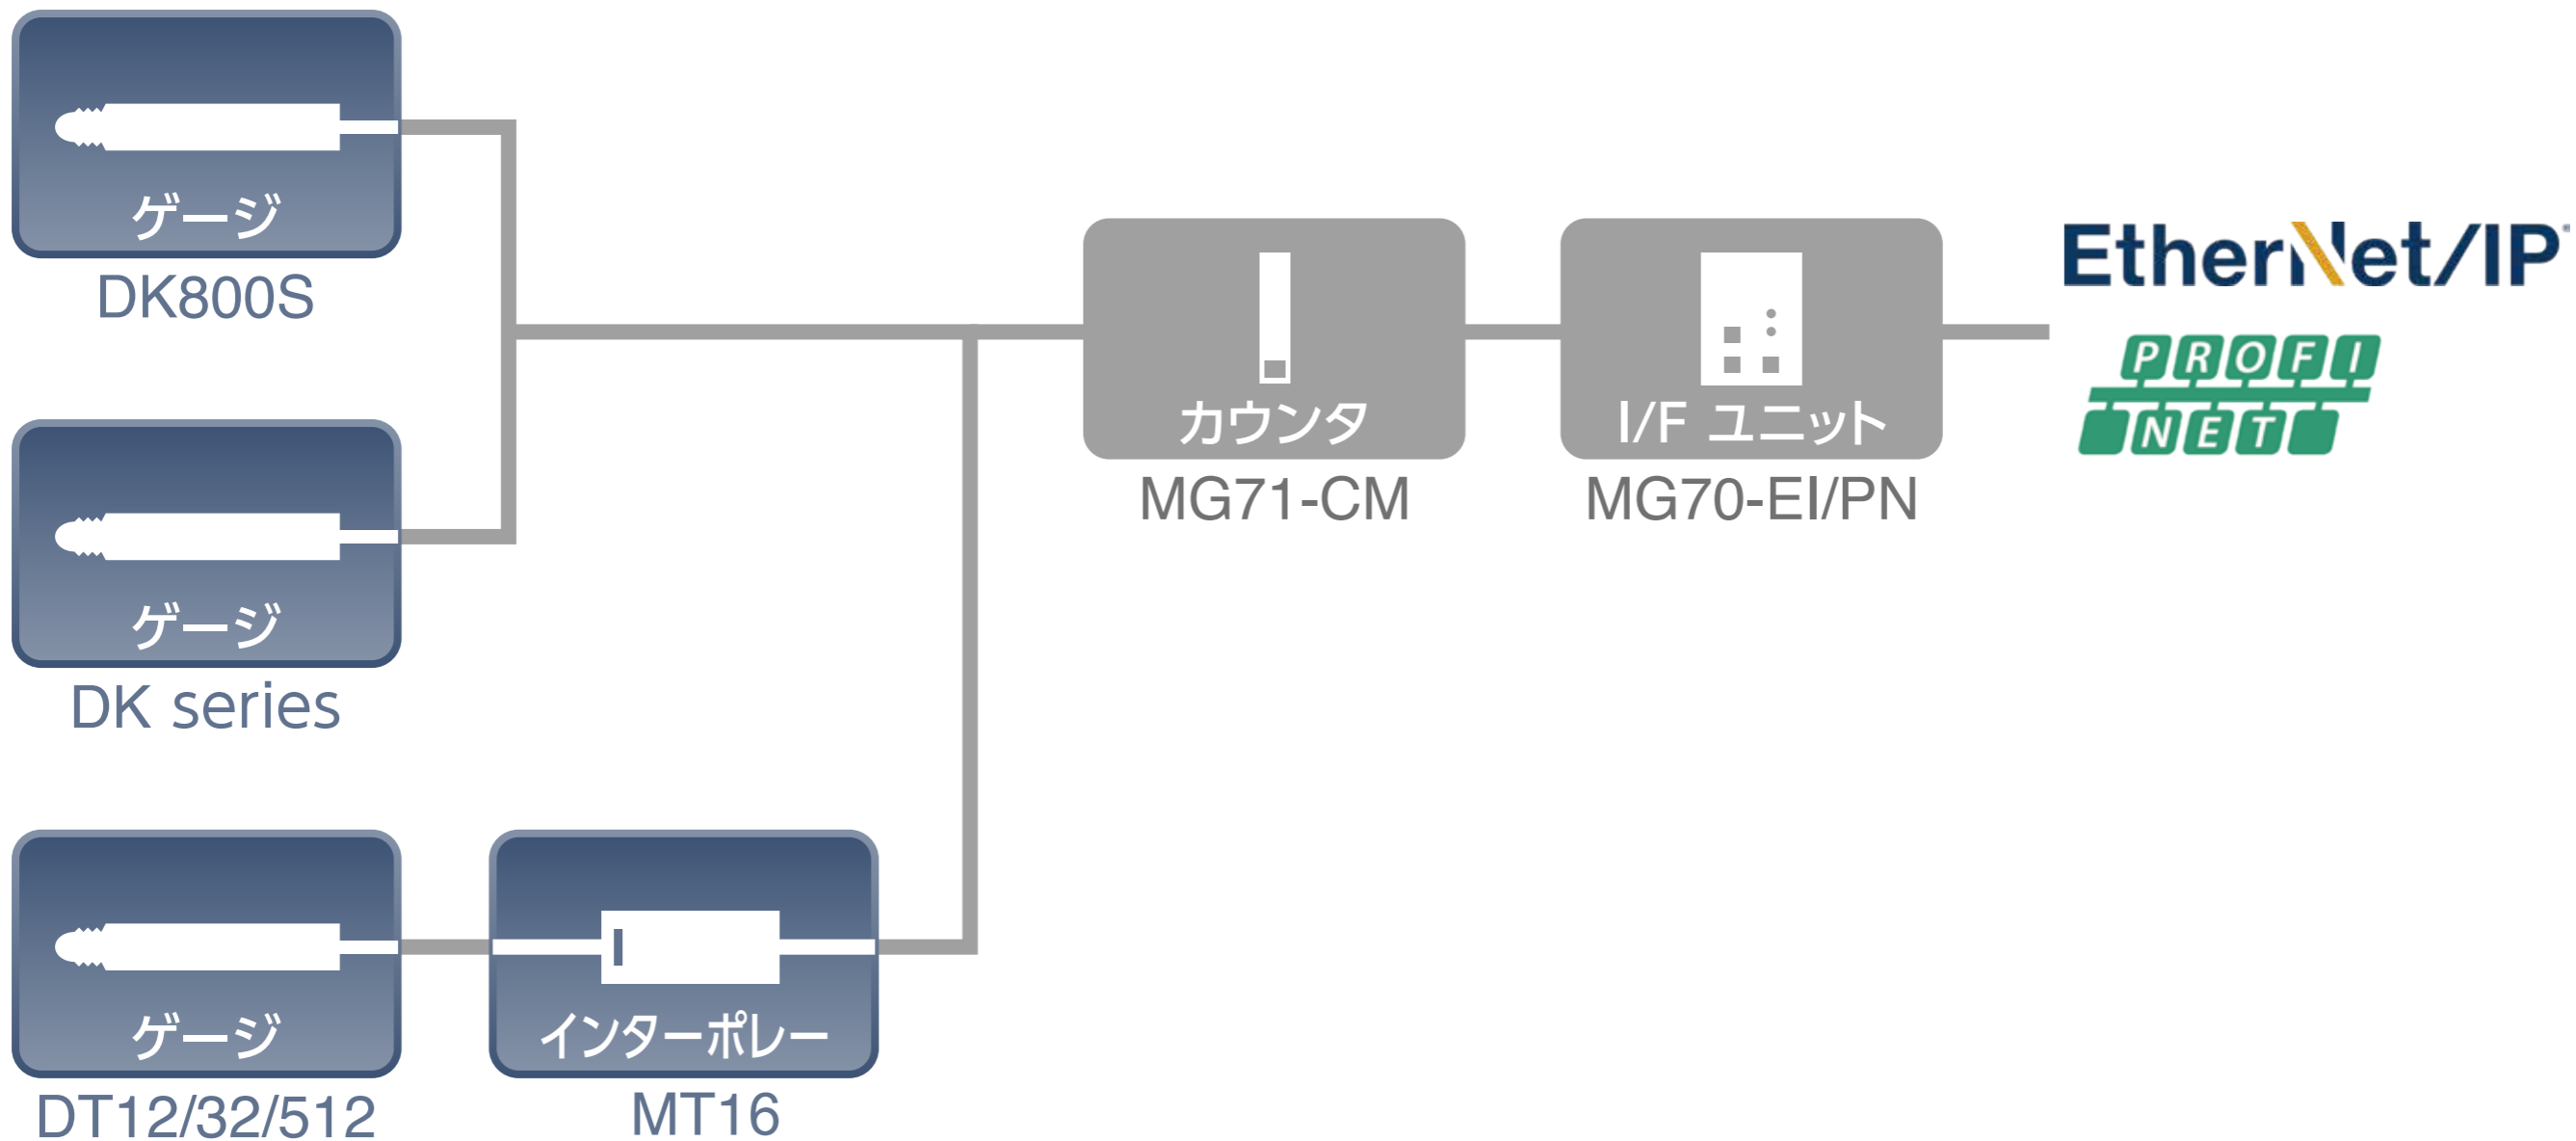 ゲージ
DK800S
ゲージ
DK series
ゲージ
DT12/32/512
インターポレー
MT16
カウンタ
MG71-CM
I/F ユニット
MG70-EI/PN
EtherNet/IP
PROFI
NET